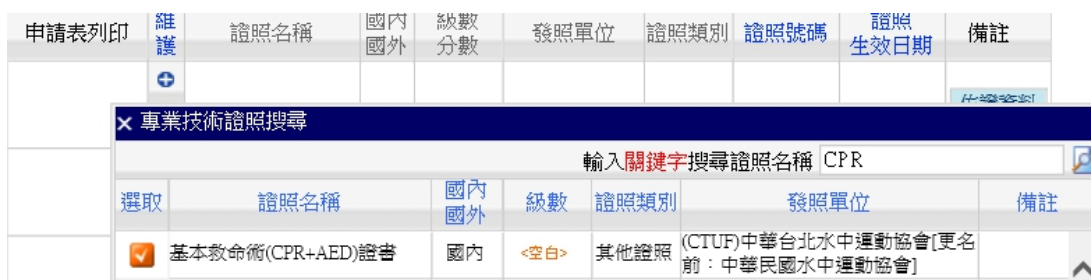 申請表列印 維護 證照名稱 國內國外 級數分數 發照單位 證照類別 證照號碼 證照生效日期 備註
× 專業技術證照搜尋
輸入關鍵字搜尋證照名稱 CPR
選取 證照名稱 國內國外 級數 證照類別 發照單位 備註
基本救命術(CPR+AED)證書 國內 <空白> 其他證照 (CTUF)中華台北水中運動協會[更名
前：中華民國水中運動協會]